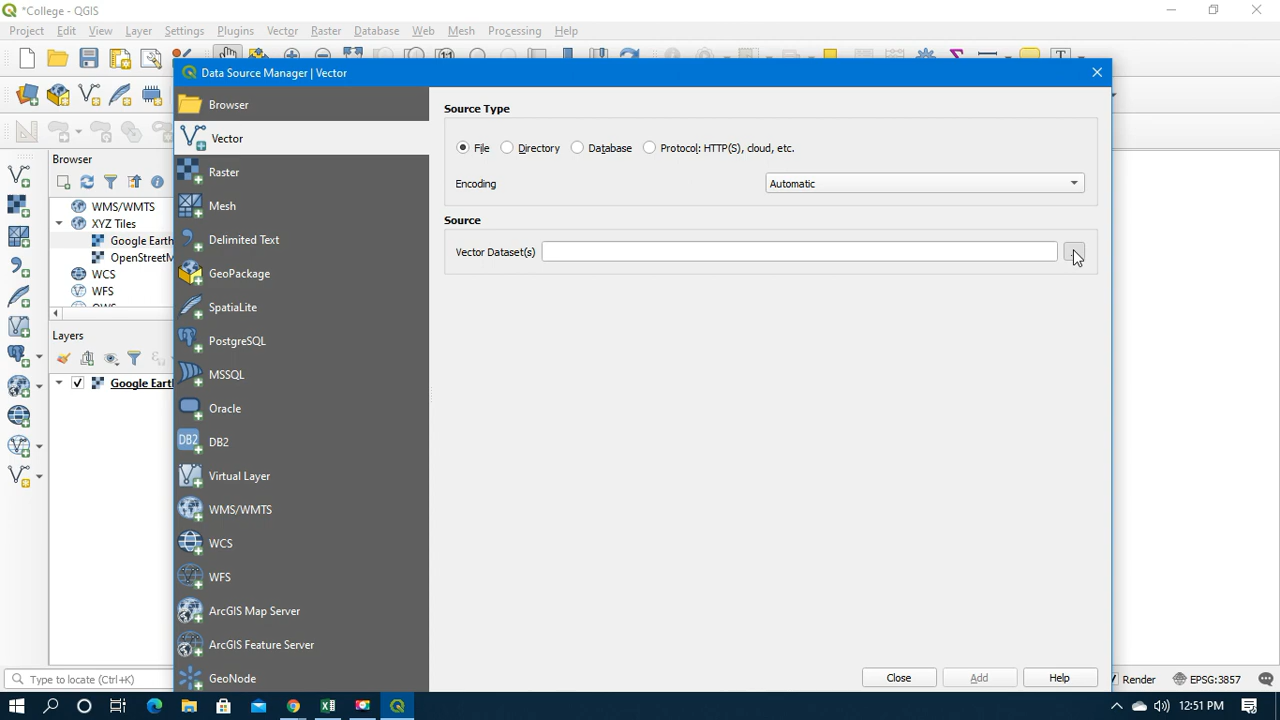 *College - QGIS
Project Edit View Layer Settings Plugins Vector Raster Database Web Mesh Processing Help
Data Source Manager | Vector
Browser
Vector
Raster
Mesh
Delimited Text
GeoPackage
SpatiaLite
PostgreSQL
MSSQL
Oracle
DB2
DB2
Virtual Layer
WMS/WMTS
WCS
WFS
ArcGIS Map Server
ArcGIS Feature Server
GeoNode
Source Type
File Directory Database Protocol: HTTP(S), cloud, etc.
Encoding Automatic
Source
Vector Dataset(s)
Close Add Help
Browser
WMS/WMTS
XYZ Tiles
Google Earth
WCS
WFS
Layers
Google Earth
Type to locate (Ctrl+K)
Render EPSG:3857
12:51 PM